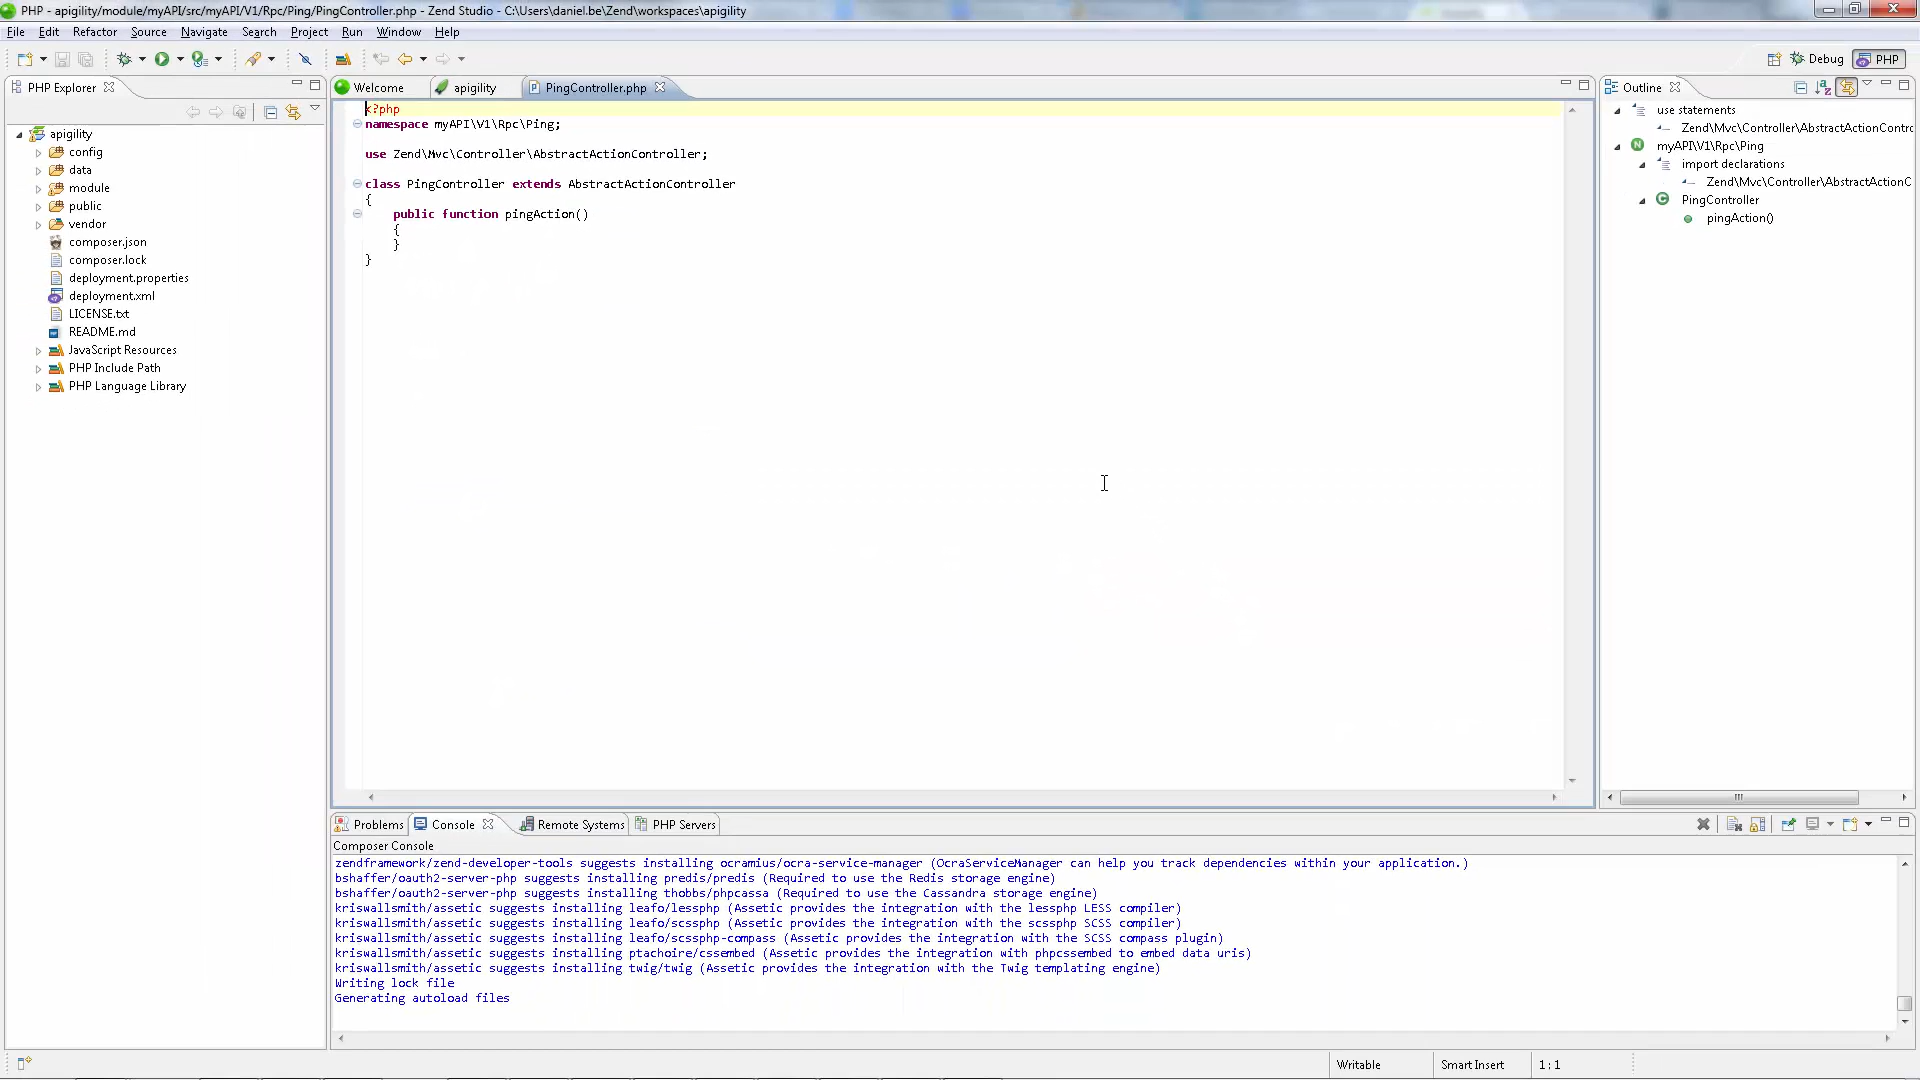 PHP - apigility/module/myAPI/src/myAPI/V1/Rpc/Ping/PingController.php - Zend Studio - C:\Users\daniel.be\Zend\workspaces\apigility
File Edit Refactor Source Navigate Search Project Run Window Help
Debug PHP
PHP Explorer
apigility
config
data
module
public
vendor
composer.json
composer.lock
deployment.properties
deployment.xml
LICENSE.txt
README.md
JavaScript Resources
PHP Include Path
PHP Language Library
Welcome apigility PingController.php
<?php
namespace myAPI\V1\Rpc\Ping;
use Zend\Mvc\Controller\AbstractActionController;
class PingController extends AbstractActionController
{
public function pingAction()
{
}
}
Outline
use statements
Zend\Mvc\Controller\AbstractActionContro
myAPI\V1\Rpc\Ping
import declarations
Zend\Mvc\Controller\AbstractActionC
PingController
pingAction()
Problems Console Remote Systems PHP Servers
Composer Console
zendframework/zend-developer-tools suggests installing ocramius/ocra-service-manager (OcraServiceManager can help you track dependencies within your application.)
bshaffer/oauth2-server-php suggests installing predis/predis (Required to use the Redis storage engine)
bshaffer/oauth2-server-php suggests installing thobbs/phpcassa (Required to use the Cassandra storage engine)
kriswallsmith/assetic suggests installing leafo/lessphp (Assetic provides the integration with the lessphp LESS compiler)
kriswallsmith/assetic suggests installing leafo/scssphp (Assetic provides the integration with the scssphp SCSS compiler)
kriswallsmith/assetic suggests installing leafo/scssphp-compass (Assetic provides the integration with the SCSS compass plugin)
kriswallsmith/assetic suggests installing ptachoire/cssembed (Assetic provides the integration with phpcssembed to embed data uris)
kriswallsmith/assetic suggests installing twig/twig (Assetic provides the integration with the Twig templating engine)
Writing lock file
Generating autoload files
Writable Smart Insert 1 : 1